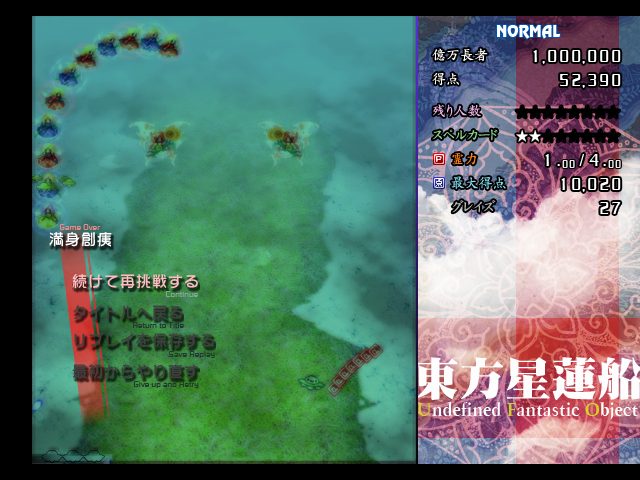 Game Over
満身創痍
続けて再挑戦する
Continue
タイトルへ戻る
Return to Title
リプレイを保存する
Save Replay
最初からやり直す
Give up and Retry
NORMAL
億万長者 1,000,000
得点 52,390
残り人数
スペルカード
P 霊力 1.00/4.00
最大得点 10,020
グレイズ 27
東方星蓮船
Undefined Fantastic Object